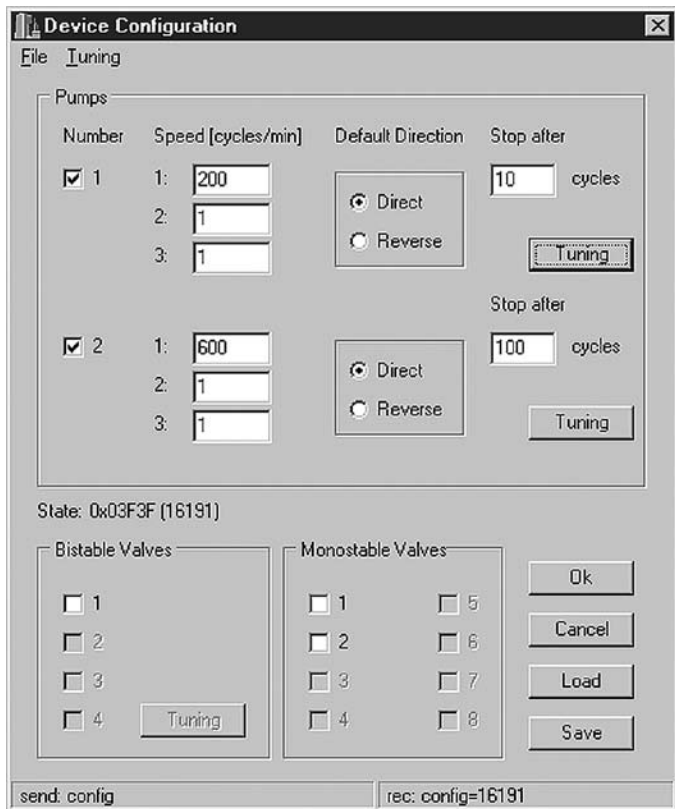 Device Configuration
File Tuning
Pumps
Number Speed [cycles/min] Default Direction Stop after
1 1: 200 Direct 10 cycles
2: 1
Reverse
3: 1 Tuning
Stop after
2 1: 600 Direct 100 cycles
2: 1
Reverse
3: 1 Tuning
State: 0x03F3F (16191)
Bistable Valves Monostable Valves
Ok
1 1 5
2 2 6 Cancel
3 3 7 Load
4 Tuning 4 8 Save
send: config rec: config=16191